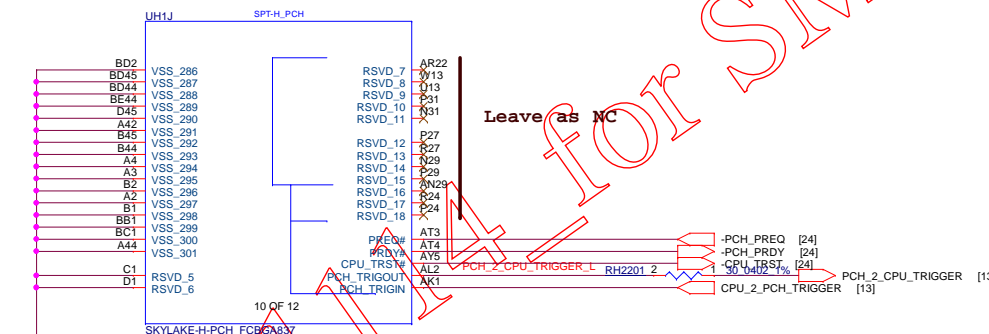 UH1J SPT-H_PCH
BD2 VSS_286 RSVD_7 AR22
BD45 VSS_287 RSVD_8 W13
BD44 VSS_288 RSVD_9 U13
BE44 VSS_289 RSVD_10 P31
D45 VSS_290 RSVD_11 N31
Leave as NC
A42 VSS_291
B45 VSS_292 RSVD_12 P27
B44 VSS_293 RSVD_13 R27
A4 VSS_294 RSVD_14 N29
A3 VSS_295 RSVD_15 P29
B2 VSS_296 RSVD_16 AN29
A2 VSS_297 RSVD_17 R24
B1 VSS_298 RSVD_18 P24
BB1 VSS_299
BC1 VSS_300 PREQ# AT3 -PCH_PREQ [24]
A44 VSS_301 PRDY# AT4 -PCH_PRDY [24]
CPU_TRST# AY5 -CPU_TRST [24]
C1 RSVD_5 PCH_TRIGOUT AL2 PCH_2_CPU_TRIGGER_L RH2201 2 1 30_0402_1% PCH_2_CPU_TRIGGER
D1 RSVD_6 PCH_TRIGIN AK1 CPU_2_PCH_TRIGGER [13]
10 OF 12
SKYLAKE-H-PCH_FCBGA837
for